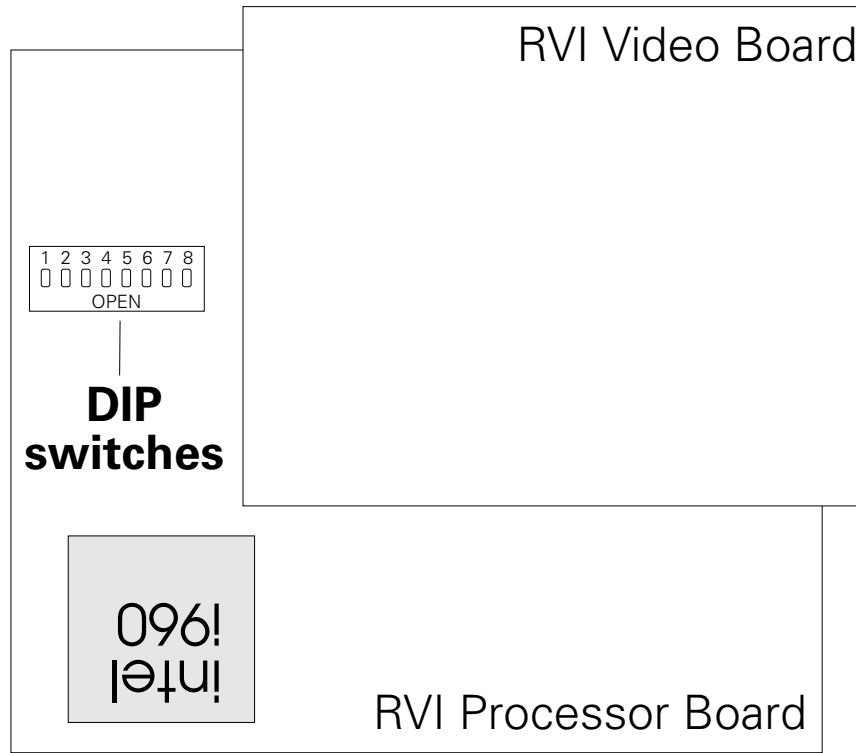 RVI Video Board
1 2 3 4 5 6 7 8
OPEN
DIP
switches
intel
i960
RVI Processor Board